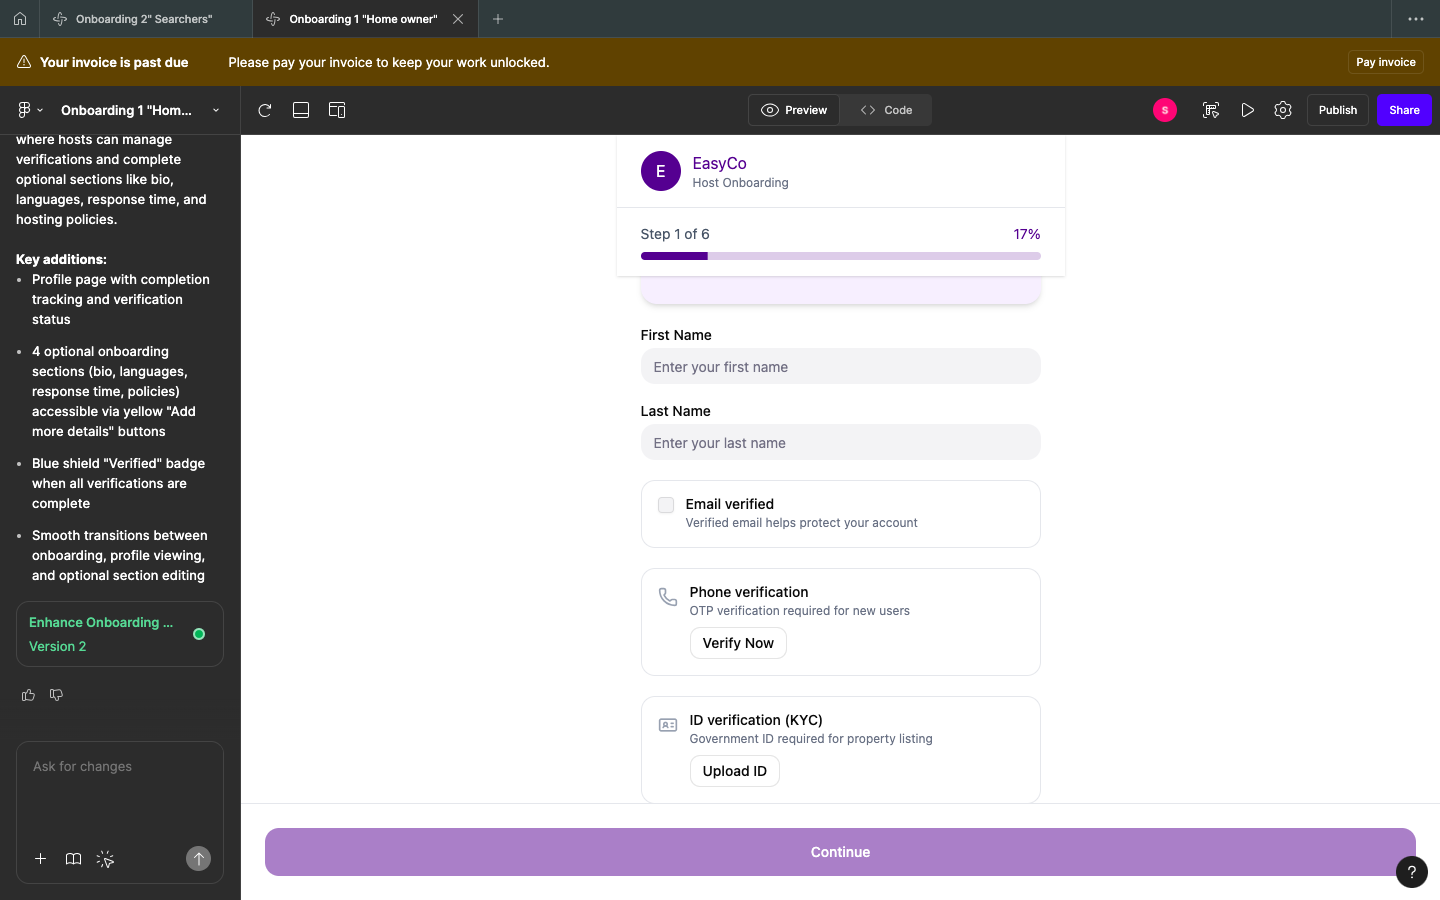 Onboarding 2" Searchers"
Onboarding 1 "Home owner"
Your invoice is past due
Please pay your invoice to keep your work unlocked.
Pay invoice
Onboarding 1 "Hom...
Preview
Code
S
Publish
Share
where hosts can manage
verifications and complete
optional sections like bio,
languages, response time, and
hosting policies.
Key additions:
• Profile page with completion
tracking and verification
status
• 4 optional onboarding
sections (bio, languages,
response time, policies)
accessible via yellow "Add
more details" buttons
• Blue shield "Verified" badge
when all verifications are
complete
• Smooth transitions between
onboarding, profile viewing,
and optional section editing
Enhance Onboarding ...
Version 2
Ask for changes
E
EasyCo
Host Onboarding
Step 1 of 6
17%
First Name
Enter your first name
Last Name
Enter your last name
Email verified
Verified email helps protect your account
Phone verification
OTP verification required for new users
Verify Now
ID verification (KYC)
Government ID required for property listing
Upload ID
Continue
?